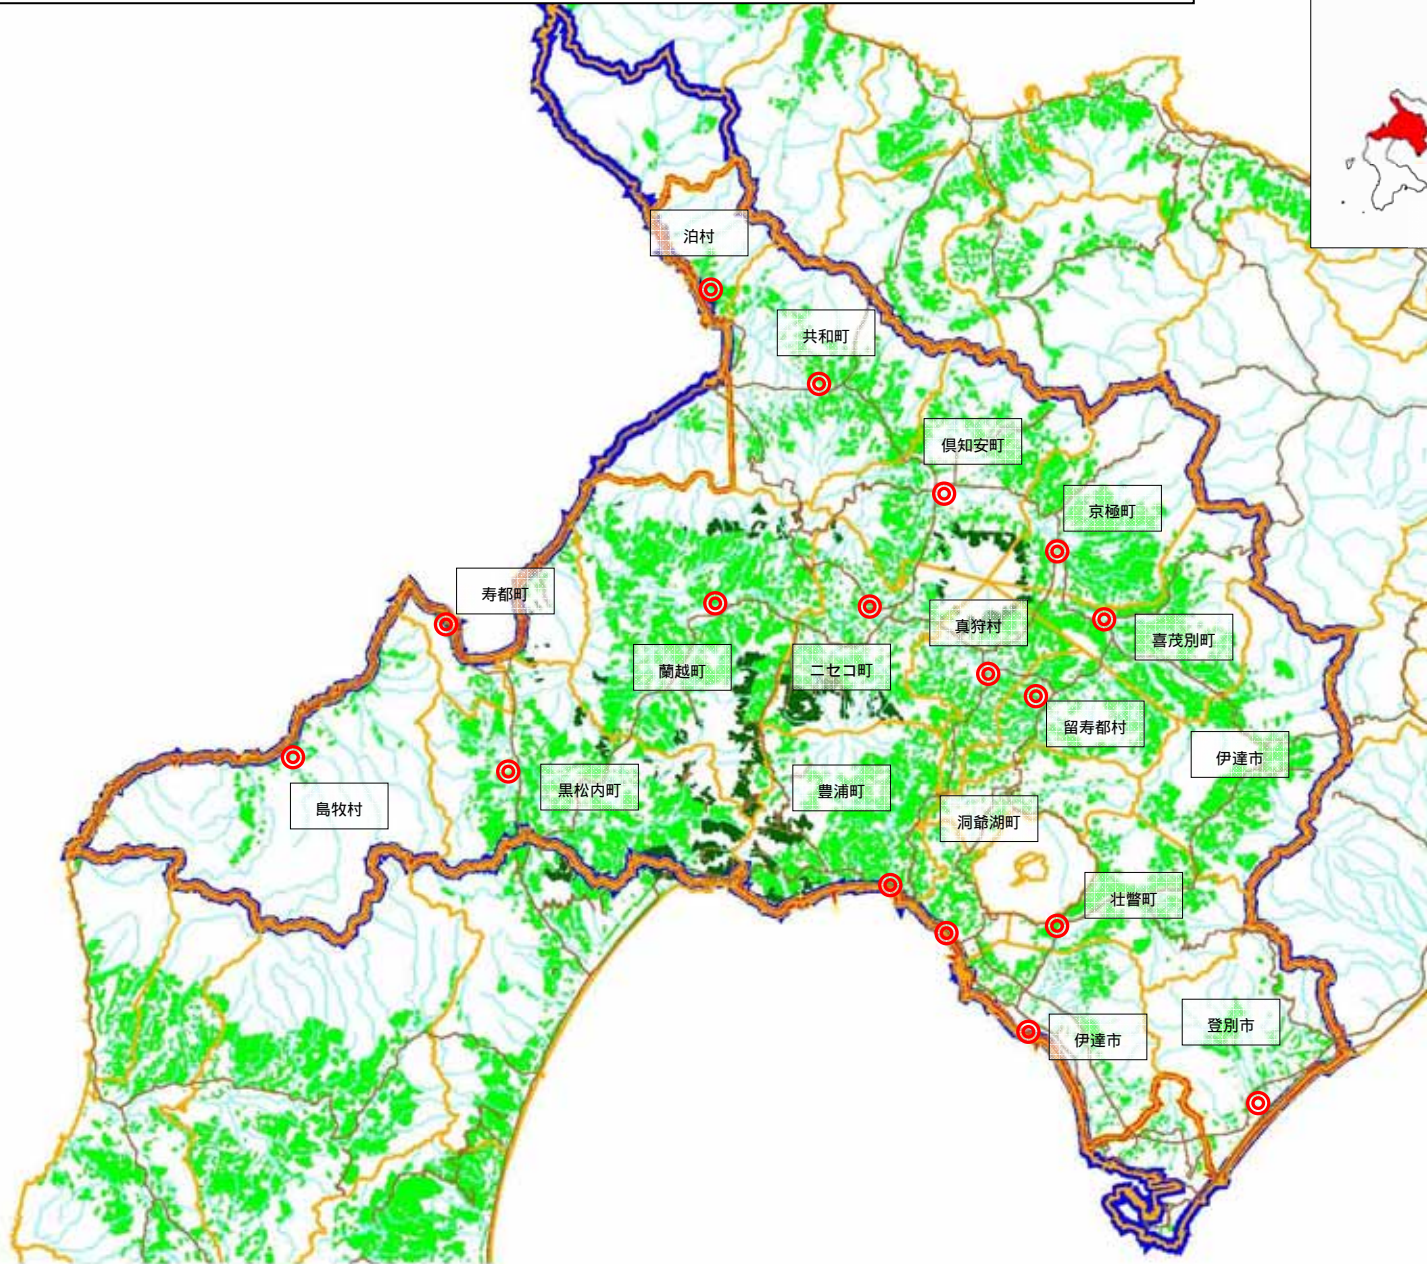 泊村
共和町
倶知安町
京極町
寿都町
真狩村
喜茂別町
蘭越町
ニセコ町
留寿都村
伊達市
黒松内町
豊浦町
島牧村
洞爺湖町
壮瞥町
登別市
伊達市